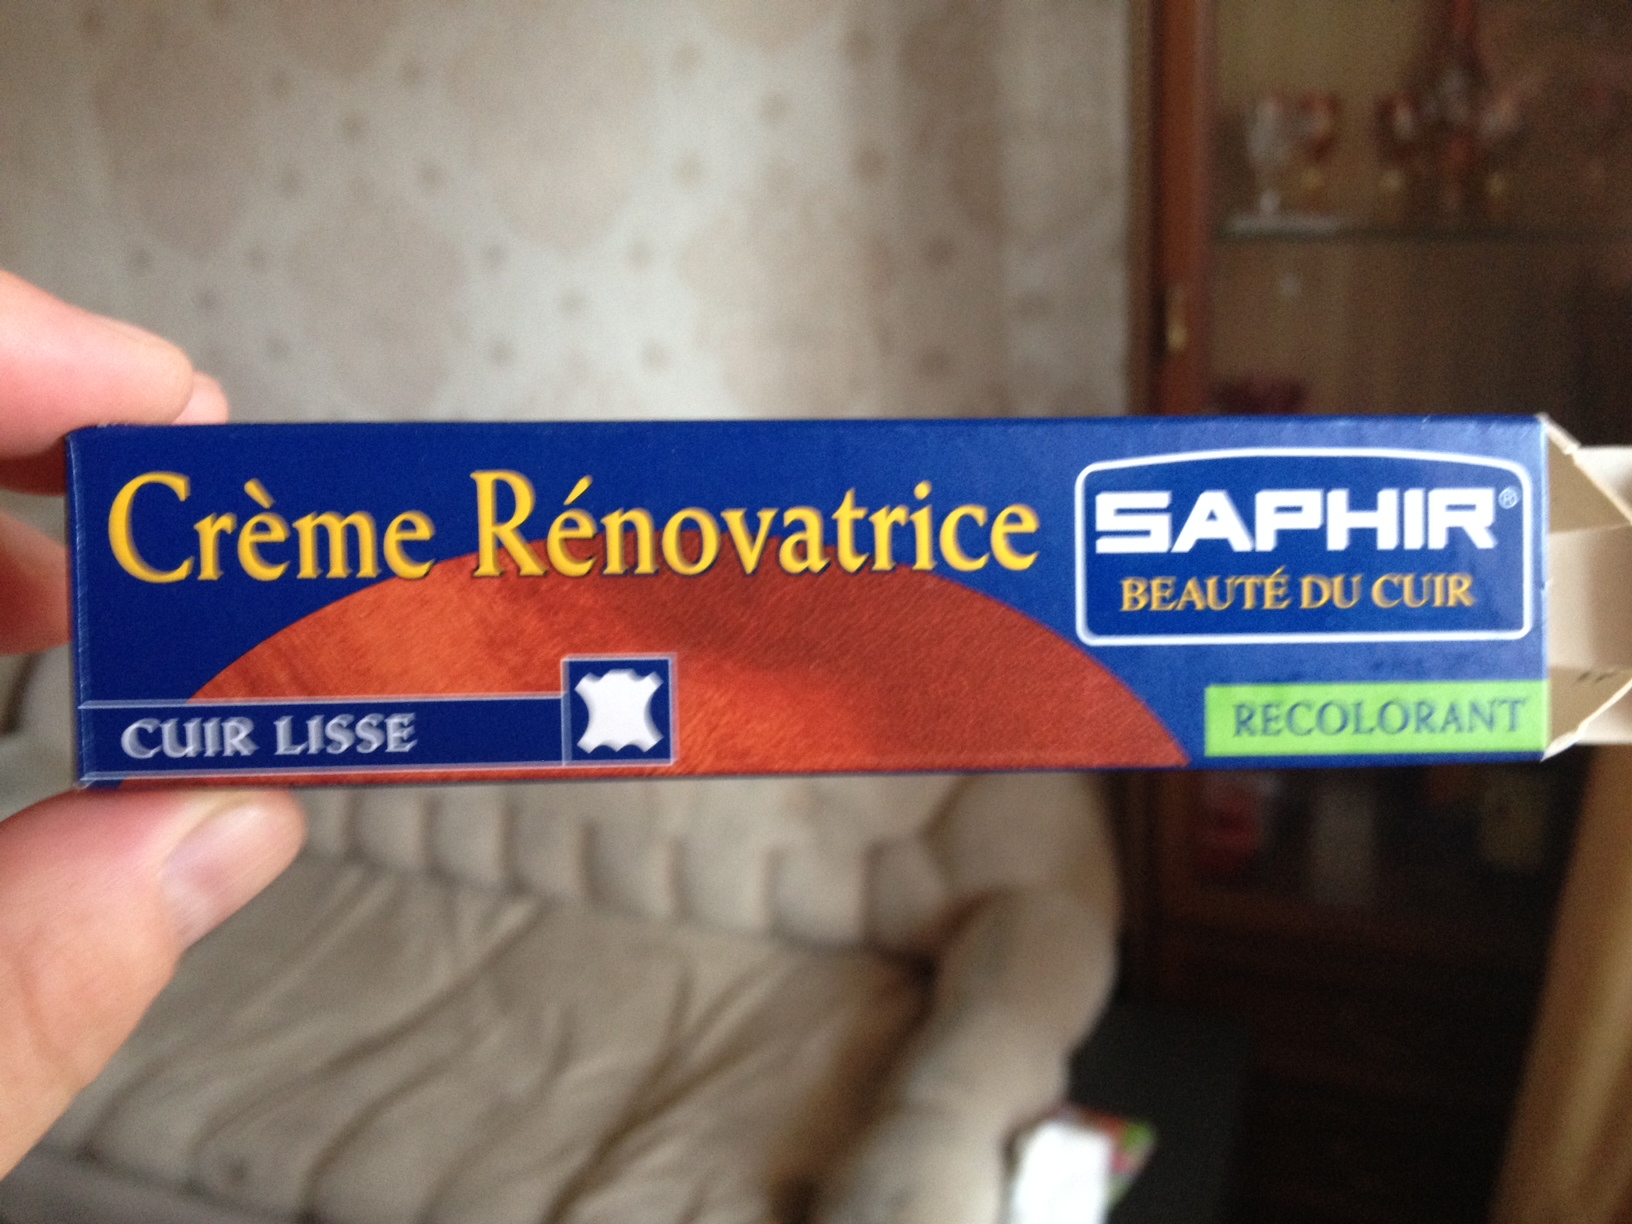 Crème Rénovatrice
SAPHIR®
BEAUTÉ DU CUIR
CUIR LISSE
RECOLORANT